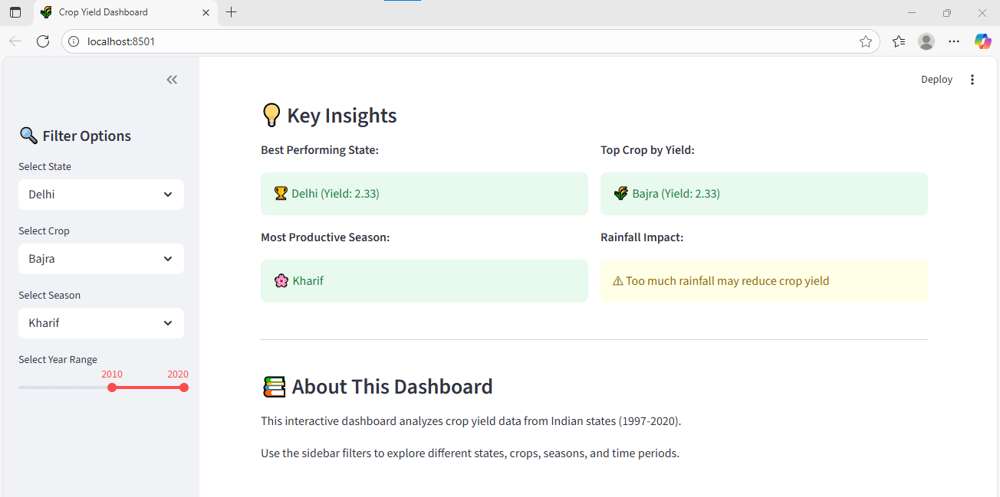 Crop Yield Dashboard
localhost:8501
Deploy
Filter Options
Select State
Delhi
Select Crop
Bajra
Select Season
Kharif
Select Year Range
2010 2020
Key Insights
Best Performing State:
Delhi (Yield: 2.33)
Top Crop by Yield:
Bajra (Yield: 2.33)
Most Productive Season:
Kharif
Rainfall Impact:
Too much rainfall may reduce crop yield
About This Dashboard
This interactive dashboard analyzes crop yield data from Indian states (1997-2020).
Use the sidebar filters to explore different states, crops, seasons, and time periods.